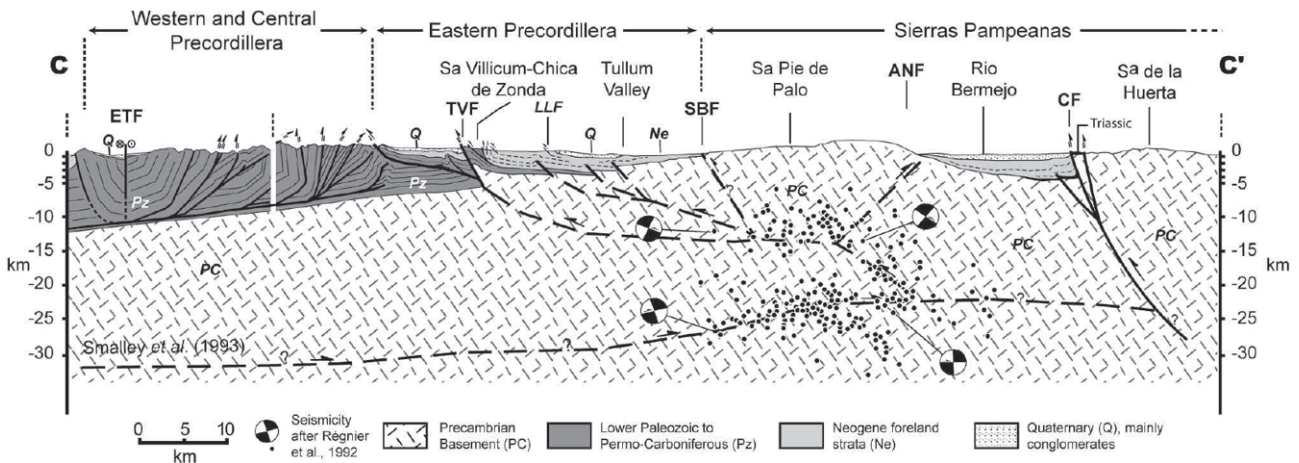 Western and Central
Precordillera
Eastern Precordillera
Sierras Pampeanas
C
C'
Sa Villicum-Chica
de Zonda
Tullum
Valley
Sa Pie de
Palo
ANF
Rio
Bermejo
Sª de la
Huerta
ETF
TVF
LLF
SBF
CF
Triassic
Q
Q
Q
Ne
0
-5
-10
-15
km
-20
-25
-30
0
-5
-10
-15
km
-20
-25
-30
Pz
Pz
PC
PC
PC
PC
?
?
?
?
?
?
Smalley et al. (1993)
0 5 10
km
Seismicity
after Régnier
et al., 1992
Precambrian
Basement (PC)
Lower Paleozoic to
Permo-Carboniferous (Pz)
Neogene foreland
strata (Ne)
Quaternary (Q), mainly
conglomerates